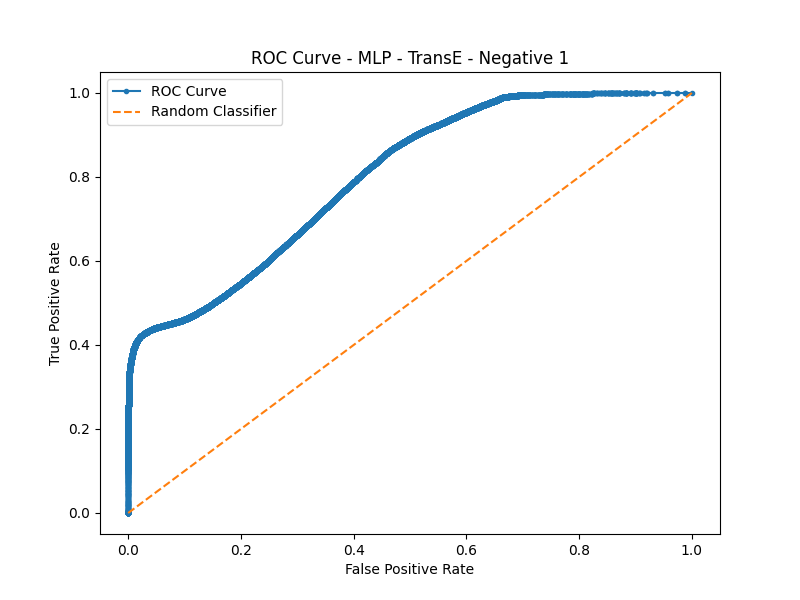 ROC Curve - MLP - TransE - Negative 1
ROC Curve
Random Classifier
True Positive Rate
1.0
0.8
0.6
0.4
0.2
0.0
0.0 0.2 0.4 0.6 0.8 1.0
False Positive Rate